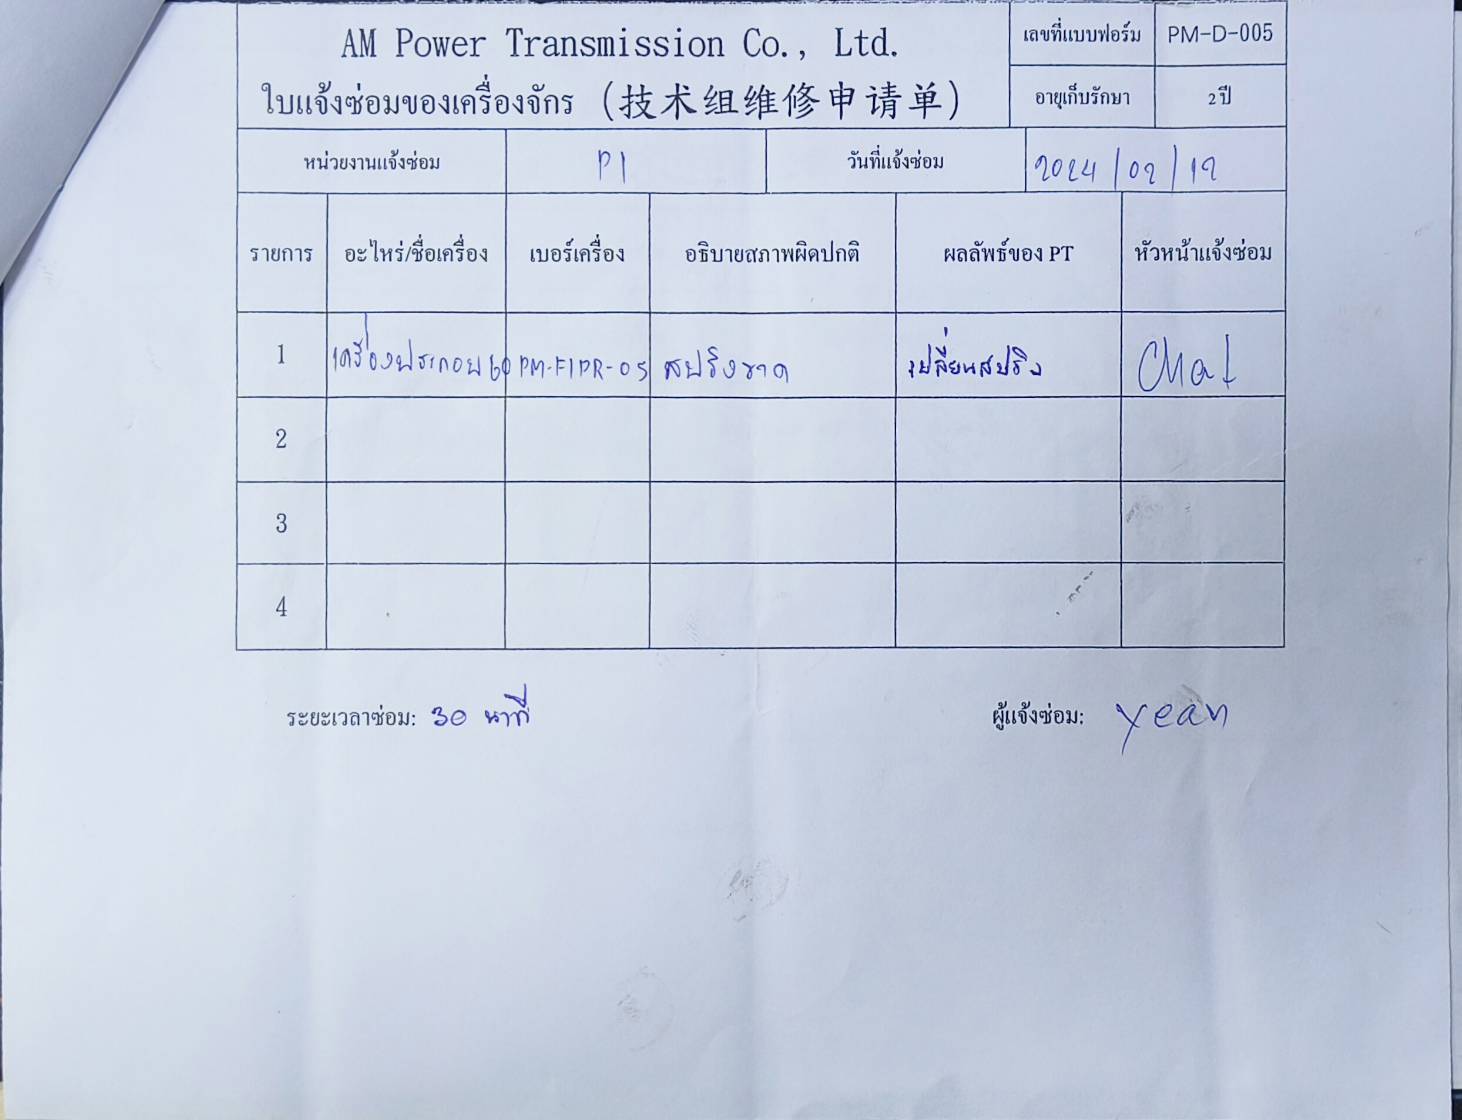 AM Power Transmission Co., Ltd.
ใบแจ้งซ่อมของเครื่องจักร (技术组维修申请单)
เลขที่แบบฟอร์ม PM-D-005
อายุเก็บรักษา 2 ปี
หน่วยงานแจ้งซ่อม P1 วันที่แจ้งซ่อม 2024/02/12
รายการ อะไหร่/ชื่อเครื่อง เบอร์เครื่อง อธิบายสภาพผิดปกติ ผลลัพธ์ของ PT หัวหน้าแจ้งซ่อม
1 เครื่องประกอบ 60 PM-F1PR-05 สปริงขาด เปลี่ยนสปริง Chat
2
3
4
ระยะเวลาซ่อม: 30 นาที ผู้แจ้งซ่อม: yean